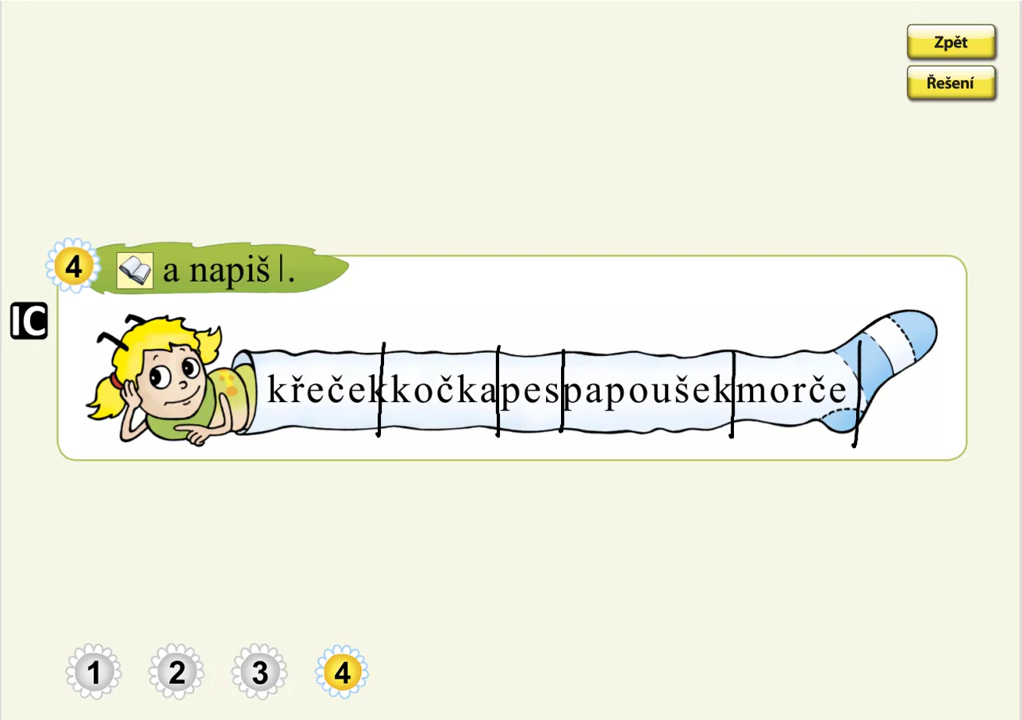 Zpět
Řešení
4 a napiš |.
IC
křeček|kočka|pes|papoušek|morče|
1 2 3 4